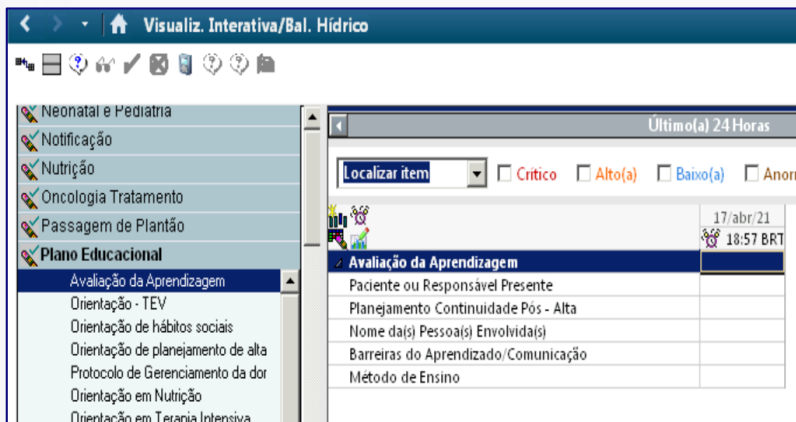 Visualiz. Interativa/Bal. Hídrico
Neonatal e Pediatria
Notificação
Nutrição
Oncologia Tratamento
Passagem de Plantão
Plano Educacional
Avaliação da Aprendizagem
Orientação - TEV
Orientação de hábitos sociais
Orientação de planejamento de alta
Protocolo de Gerenciamento da dor
Orientação em Nutrição
Orientação em Terapia Intensiva
Último(a) 24 Horas
Localizar item Crítico Alto(a) Baixo(a) Anorr
17/abr/21
18:57 BRT
Avaliação da Aprendizagem
Paciente ou Responsável Presente
Planejamento Continuidade Pós - Alta
Nome da(s) Pessoa(s) Envolvida(s)
Barreiras do Aprendizado/Comunicação
Método de Ensino